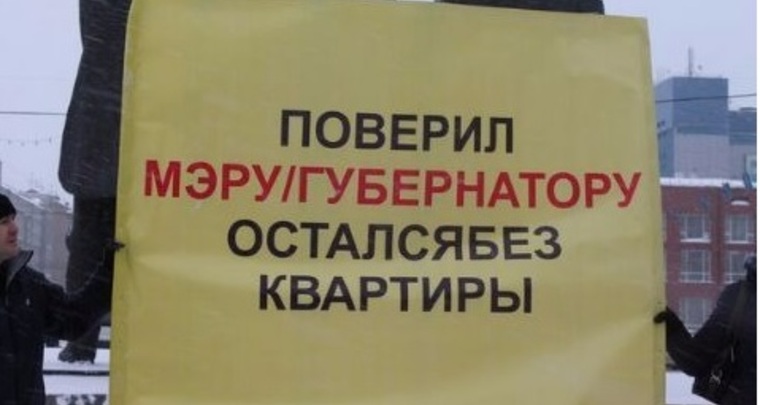 ПОВЕРИЛ
МЭРУ/ГУБЕРНАТОРУ
ОСТАЛСЯБЕЗ
КВАРТИРЫ